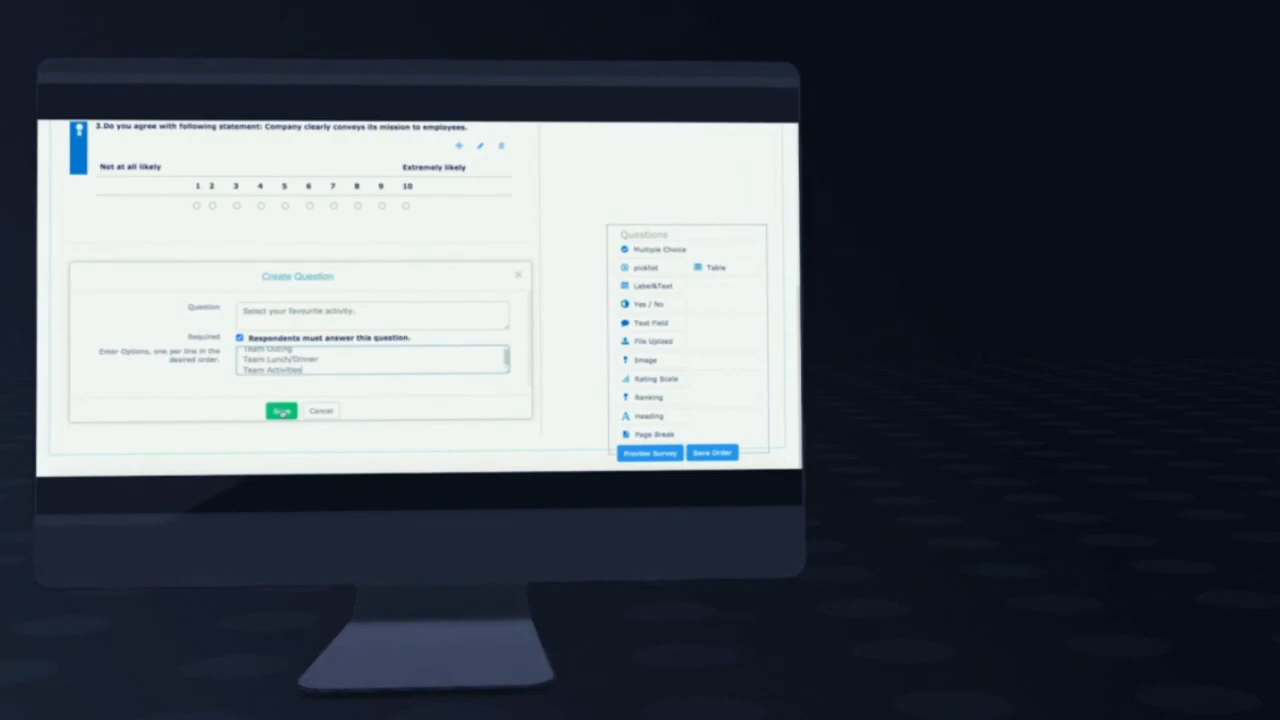 3.Do you agree with following statement: Company clearly conveys its mission to employees.
Not at all likely Extremely likely
1 2 3 4 5 6 7 8 9 10
Create Question
Question
Select your favourite activity.
Required
Respondents must answer this question.
Enter Options, one per line in the
desired order.
Team Outing
Team Lunch/Dinner
Team Activities
Cancel
Questions
Multiple Choice
picklist Table
Label&Text
Yes / No
Text Field
File Upload
Image
Rating Scale
Ranking
Heading
Page Break
Preview Survey Save Order